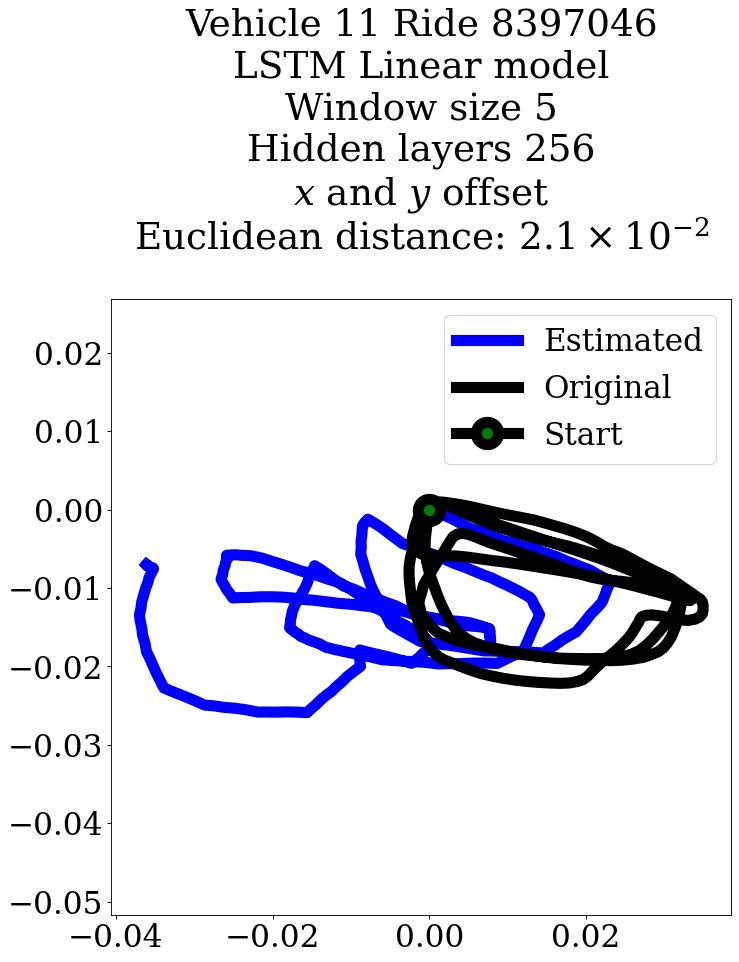 Vehicle 11 Ride 8397046
LSTM Linear model
Window size 5
Hidden layers 256
x and y offset
Euclidean distance: 2.1 × 10⁻²
Estimated
Original
Start
0.02
0.01
0.00
−0.01
−0.02
−0.03
−0.04
−0.05
−0.04 −0.02 0.00 0.02